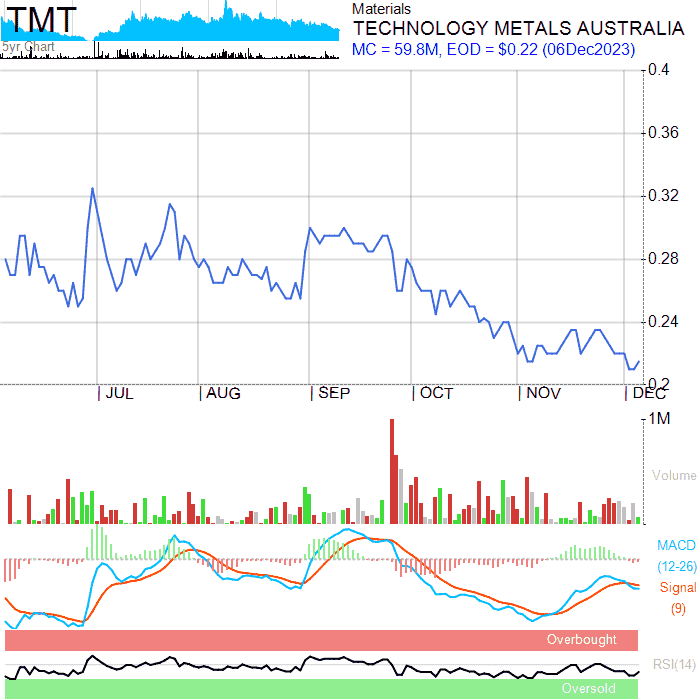 TMT
5yr Chart
Materials
TECHNOLOGY METALS AUSTRALIA
MC = 59.8M, EOD = $0.22 (06Dec2023)
0.4
0.36
0.32
0.28
0.24
0.2
JUL
AUG
SEP
OCT
NOV
DEC
1M
Volume
MACD
(12-26)
Signal
(9)
Overbought
RSI(14)
Oversold